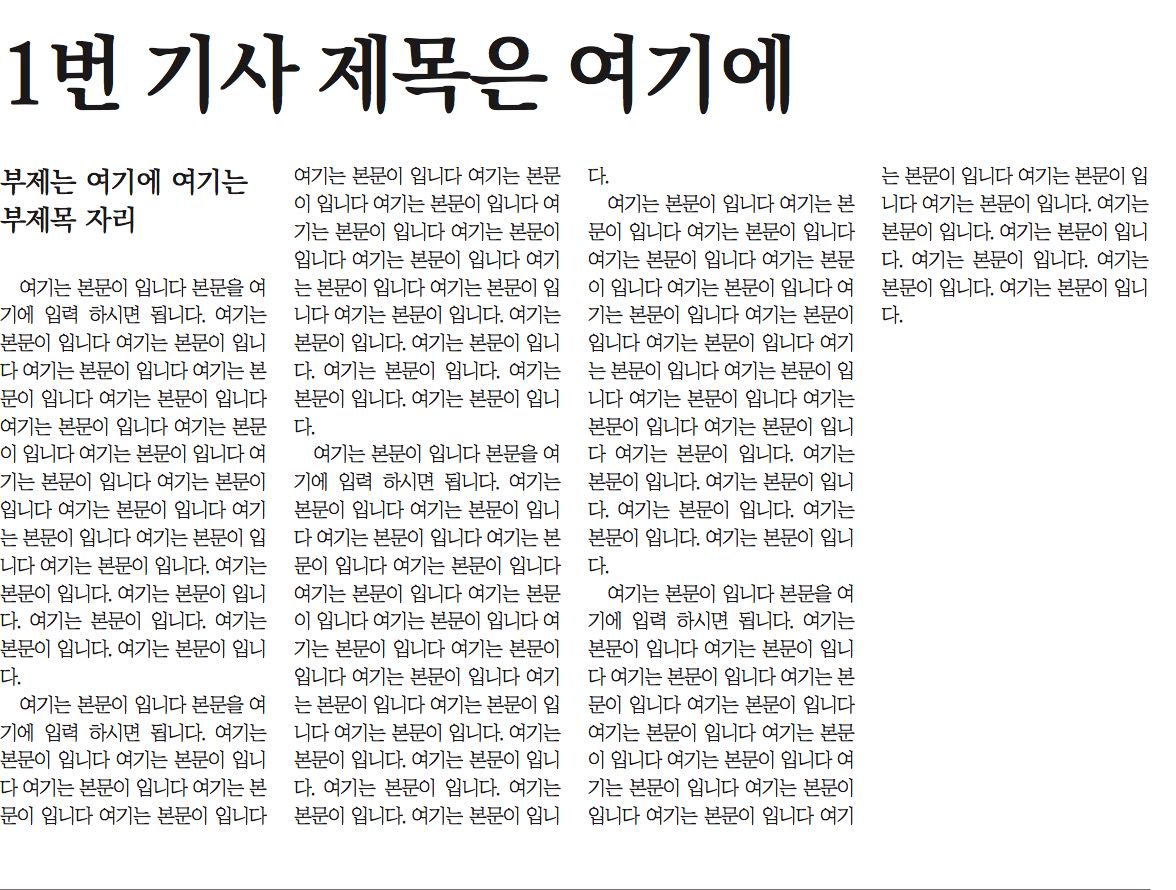 1번 기사 제목은 여기에
부제는 여기에 여기는
부제목 자리
여기는 본문이 입니다 본문을 여
기에 입력 하시면 됩니다. 여기는
본문이 입니다 여기는 본문이 입니
다 여기는 본문이 입니다 여기는 본
문이 입니다 여기는 본문이 입니다
여기는 본문이 입니다 여기는 본문
이 입니다 여기는 본문이 입니다 여
기는 본문이 입니다 여기는 본문이
입니다 여기는 본문이 입니다 여기
는 본문이 입니다 여기는 본문이 입
니다 여기는 본문이 입니다. 여기는
본문이 입니다. 여기는 본문이 입니
다. 여기는 본문이 입니다. 여기는
본문이 입니다. 여기는 본문이 입니
다.
여기는 본문이 입니다 본문을 여
기에 입력 하시면 됩니다. 여기는
본문이 입니다 여기는 본문이 입니
다 여기는 본문이 입니다 여기는 본
문이 입니다 여기는 본문이 입니다
여기는 본문이 입니다 여기는 본문
이 입니다 여기는 본문이 입니다 여
기는 본문이 입니다 여기는 본문이
입니다 여기는 본문이 입니다 여기
는 본문이 입니다 여기는 본문이 입
니다 여기는 본문이 입니다. 여기는
본문이 입니다. 여기는 본문이 입니
다. 여기는 본문이 입니다. 여기는
본문이 입니다. 여기는 본문이 입니
다.
여기는 본문이 입니다 본문을 여
기에 입력 하시면 됩니다. 여기는
본문이 입니다 여기는 본문이 입니
다 여기는 본문이 입니다 여기는 본
문이 입니다 여기는 본문이 입니다
여기는 본문이 입니다 여기는 본문
이 입니다 여기는 본문이 입니다 여
기는 본문이 입니다 여기는 본문이
입니다 여기는 본문이 입니다 여기
는 본문이 입니다 여기는 본문이 입
니다 여기는 본문이 입니다. 여기는
본문이 입니다. 여기는 본문이 입니
다. 여기는 본문이 입니다. 여기는
본문이 입니다. 여기는 본문이 입니
다.
여기는 본문이 입니다 여기는 본
문이 입니다 여기는 본문이 입니다
여기는 본문이 입니다 여기는 본문
이 입니다 여기는 본문이 입니다 여
기는 본문이 입니다 여기는 본문이
입니다 여기는 본문이 입니다 여기
는 본문이 입니다 여기는 본문이 입
니다 여기는 본문이 입니다 여기는
본문이 입니다 여기는 본문이 입니
다 여기는 본문이 입니다. 여기는
본문이 입니다. 여기는 본문이 입니
다. 여기는 본문이 입니다. 여기는
본문이 입니다. 여기는 본문이 입니
다.
여기는 본문이 입니다 본문을 여
기에 입력 하시면 됩니다. 여기는
본문이 입니다 여기는 본문이 입니
다 여기는 본문이 입니다 여기는 본
문이 입니다 여기는 본문이 입니다
여기는 본문이 입니다 여기는 본문
이 입니다 여기는 본문이 입니다 여
기는 본문이 입니다 여기는 본문이
입니다 여기는 본문이 입니다 여기
는 본문이 입니다 여기는 본문이 입
니다 여기는 본문이 입니다. 여기는
본문이 입니다. 여기는 본문이 입니
다. 여기는 본문이 입니다. 여기는
본문이 입니다. 여기는 본문이 입니
다.